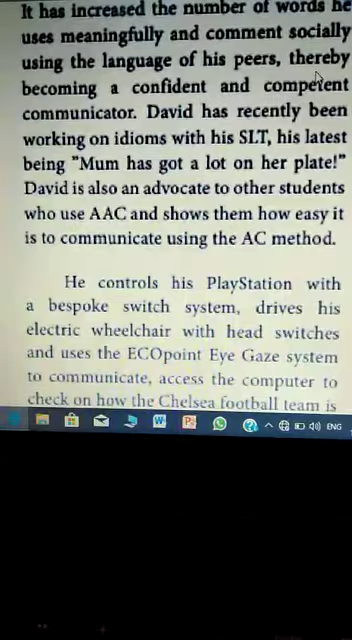 It has increased the number of words he
uses meaningfully and comment socially
using the language of his peers, thereby
becoming a confident and competent
communicator. David has recently been
working on idioms with his SLT, his latest
being "Mum has got a lot on her plate!"
David is also an advocate to other students
who use AAC and shows them how easy it
is to communicate using the AC method.
He controls his PlayStation with
a bespoke switch system, drives his
electric wheelchair with head switches
and uses the ECOpoint Eye Gaze system
to communicate, access the computer to
check on how the Chelsea football team is
ENG